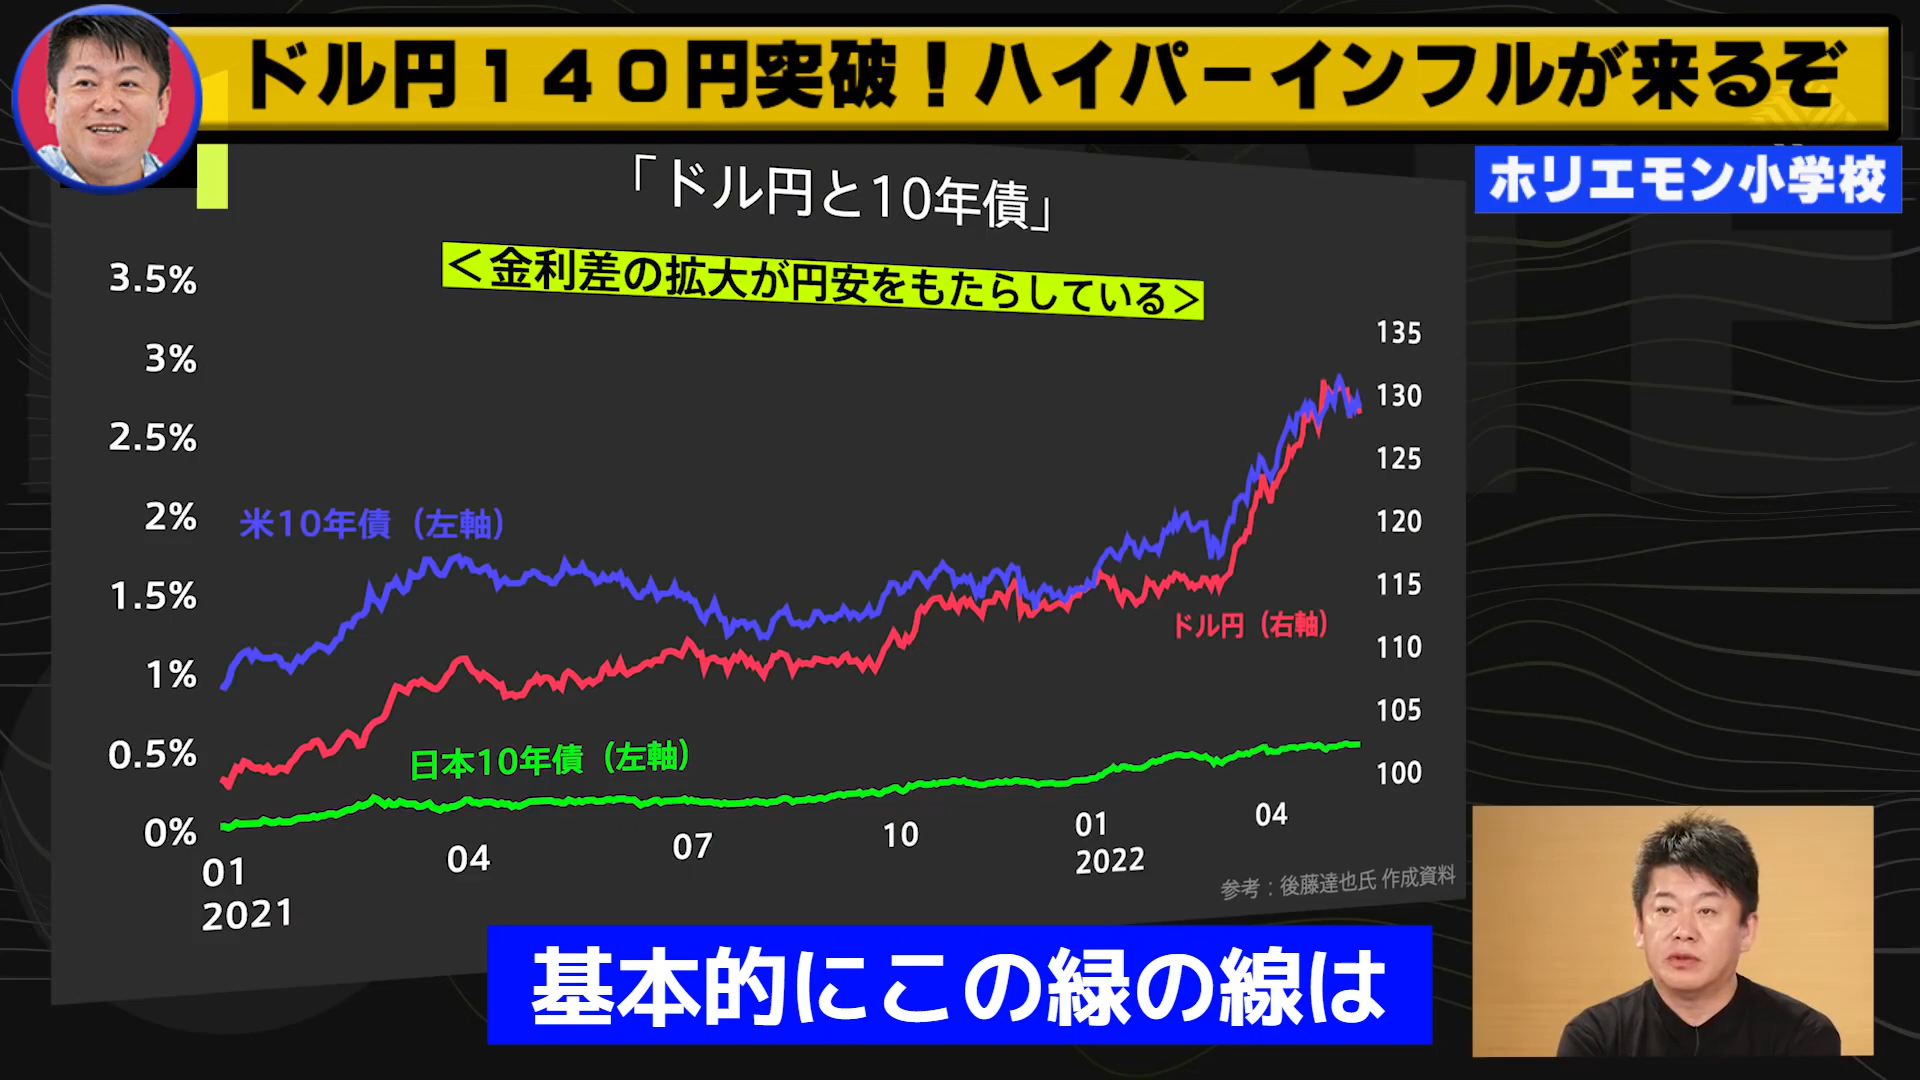 ドル円１４０円突破！ハイパーインフルが来るぞ
ホリエモン小学校
「ドル円と10年債」
＜金利差の拡大が円安をもたらしている＞
3.5%
3%
2.5%
2%
1.5%
1%
0.5%
0%
135
130
125
120
115
110
105
100
米10年債（左軸）
ドル円（右軸）
日本10年債（左軸）
01
2021
04
07
10
01
2022
04
参考：後藤達也氏 作成資料
基本的にこの緑の線は